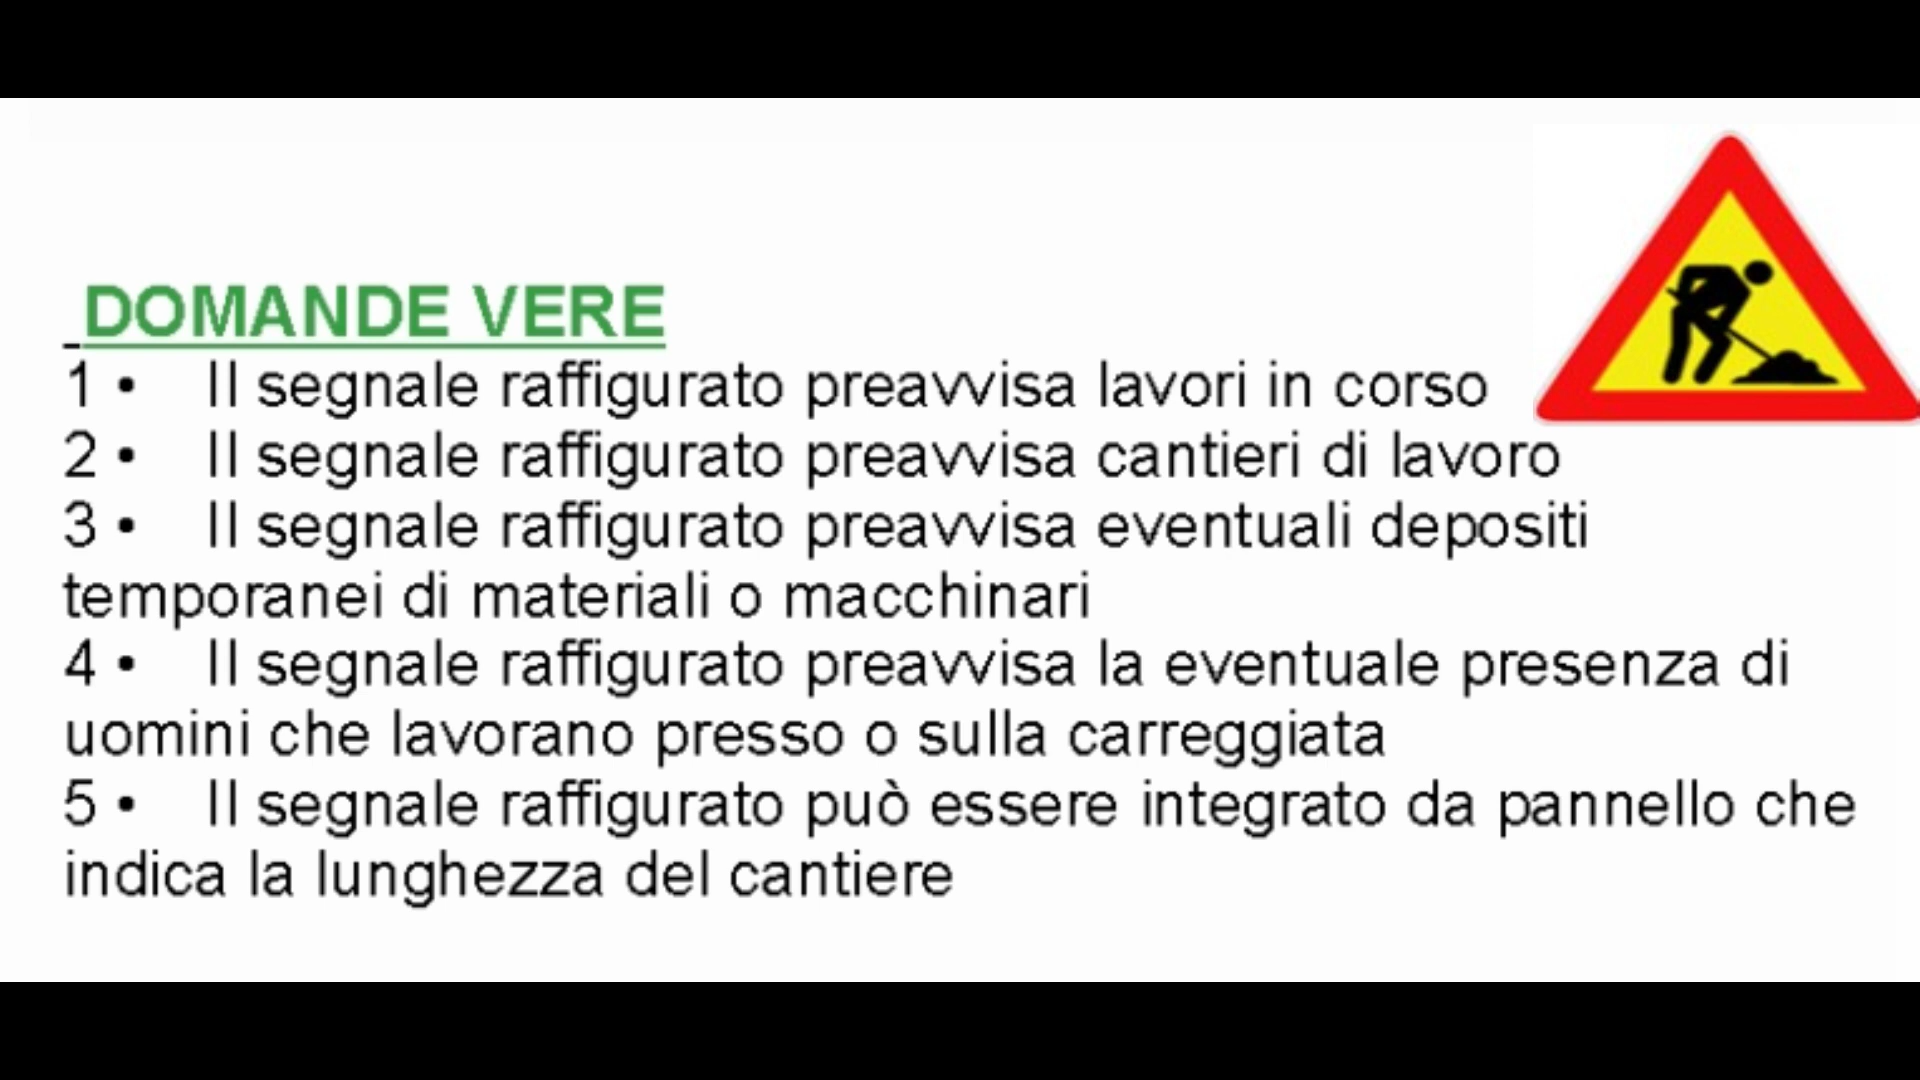 DOMANDE VERE
1 • Il segnale raffigurato preavvisa lavori in corso
2 • Il segnale raffigurato preavvisa cantieri di lavoro
3 • Il segnale raffigurato preavvisa eventuali depositi
temporanei di materiali o macchinari
4 • Il segnale raffigurato preavvisa la eventuale presenza di
uomini che lavorano presso o sulla carreggiata
5 • Il segnale raffigurato può essere integrato da pannello che
indica la lunghezza del cantiere